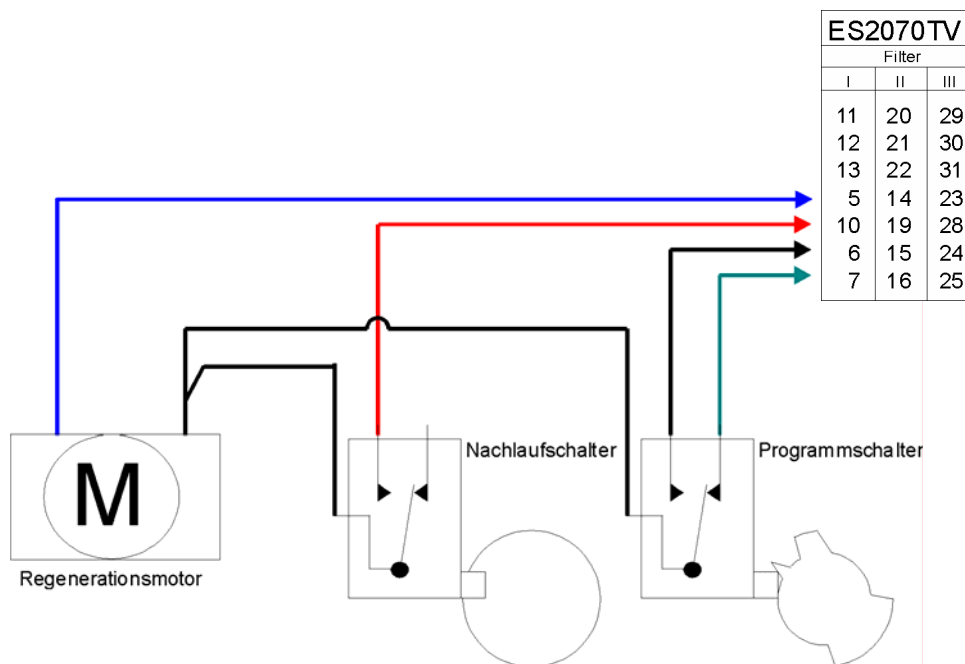 ES2070TV
Filter
I II III
11 20 29
12 21 30
13 22 31
5 14 23
10 19 28
6 15 24
7 16 25
Nachlaufschalter
Programmschalter
M
Regenerationsmotor